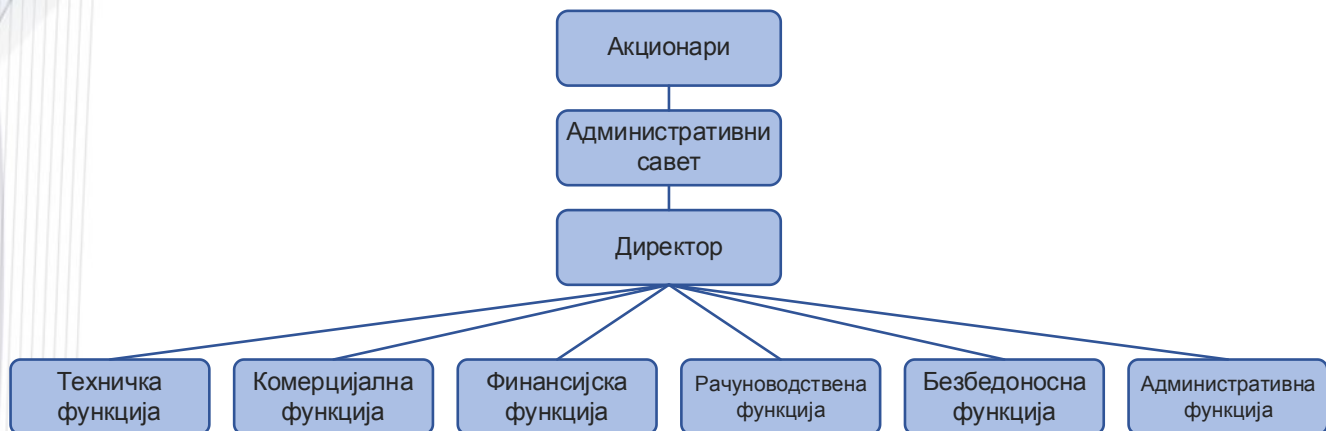 Акционари
Административни
савет
Директор
Техничка
функција
Комерцијална
функција
Финансијска
функција
Рачуноводствена
функција
Безбедоносна
функција
Административна
функција